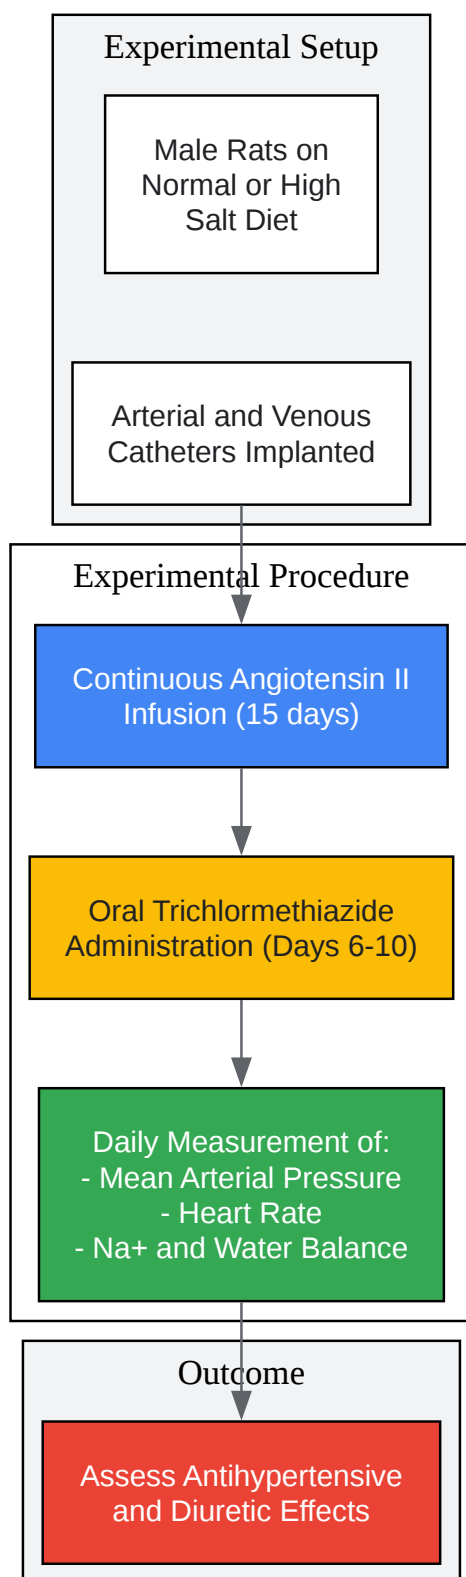 Experimental Setup
Male Rats on
Normal or High
Salt Diet
Arterial and Venous
Catheters Implanted
Experimental Procedure
Continuous Angiotensin II
Infusion (15 days)
Oral Trichlormethiazide
Administration (Days 6-10)
Daily Measurement of:
- Mean Arterial Pressure
- Heart Rate
- Na+ and Water Balance
Outcome
Assess Antihypertensive
and Diuretic Effects